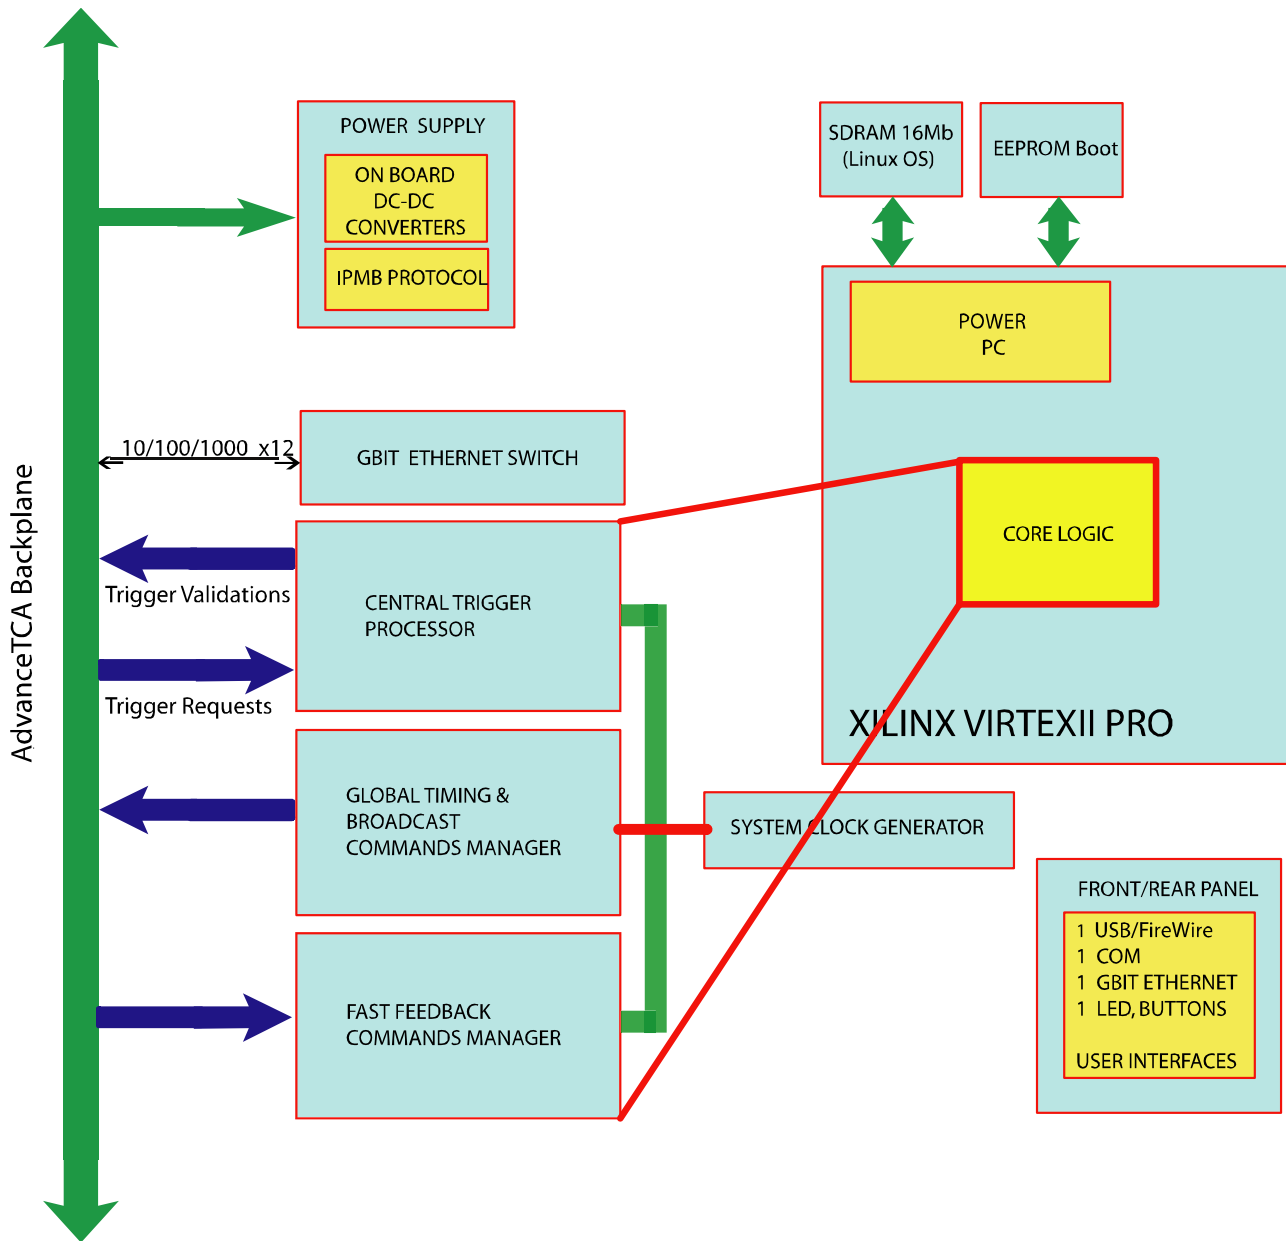 AdvanceTCA Backplane
POWER SUPPLY
ON BOARD
DC-DC
CONVERTERS
IPMB PROTOCOL
SDRAM 16Mb
(Linux OS)
EEPROM Boot
POWER
PC
10/100/1000 x12
GBIT ETHERNET SWITCH
CORE LOGIC
Trigger Validations
CENTRAL TRIGGER
PROCESSOR
Trigger Requests
XILINX VIRTEXII PRO
GLOBAL TIMING &
BROADCAST
COMMANDS MANAGER
SYSTEM CLOCK GENERATOR
FRONT/REAR PANEL
1 USB/FireWire
1 COM
1 GBIT ETHERNET
1 LED, BUTTONS
USER INTERFACES
FAST FEEDBACK
COMMANDS MANAGER